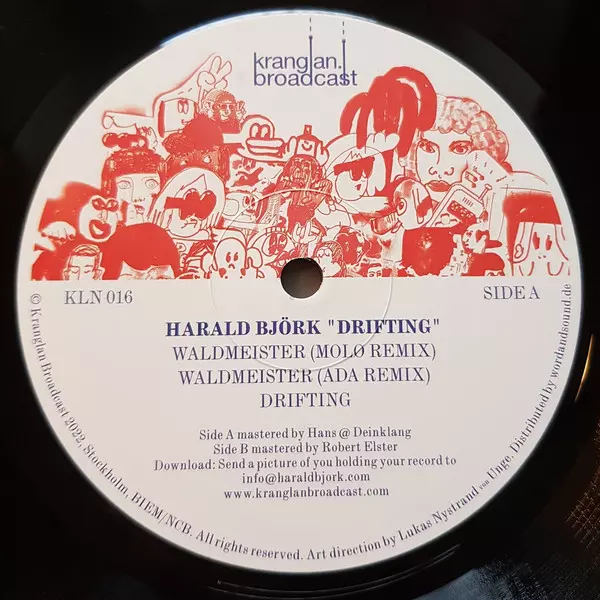 kranglan.
broadcast
KLN 016
SIDE A
HARALD BJÖRK "DRIFTING"
WALDMEISTER (MOLØ REMIX)
WALDMEISTER (ADA REMIX)
DRIFTING
Side A mastered by Hans @ Deinklang
Side B mastered by Robert Elster
Download: Send a picture of you holding your record to
info@haraldbjork.com
www.kranglanbroadcast.com
© Kranglan Broadcast 2022, Stockholm, BIEM/NCB. All rights reserved. Art direction by Lukas Nystrand von Unge. Distributed by wordandsound.de